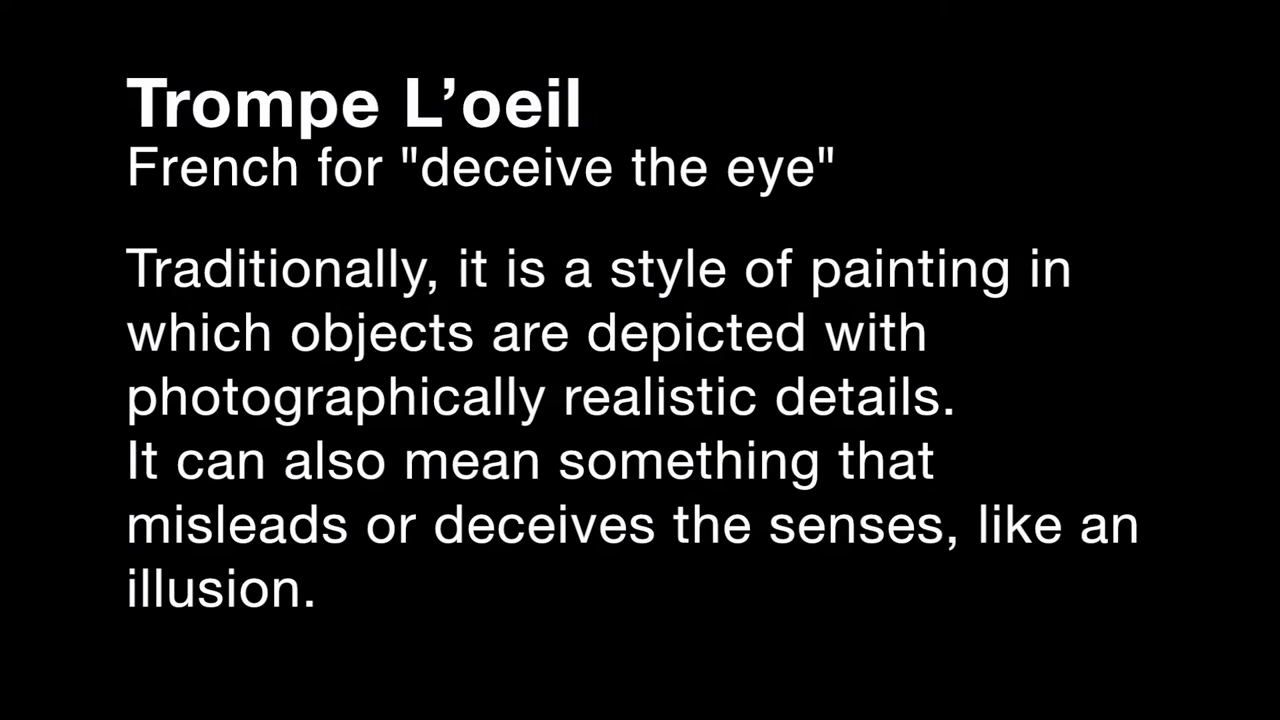 Trompe L’oeil
French for "deceive the eye"
Traditionally, it is a style of painting in
which objects are depicted with
photographically realistic details.
It can also mean something that
misleads or deceives the senses, like an
illusion.